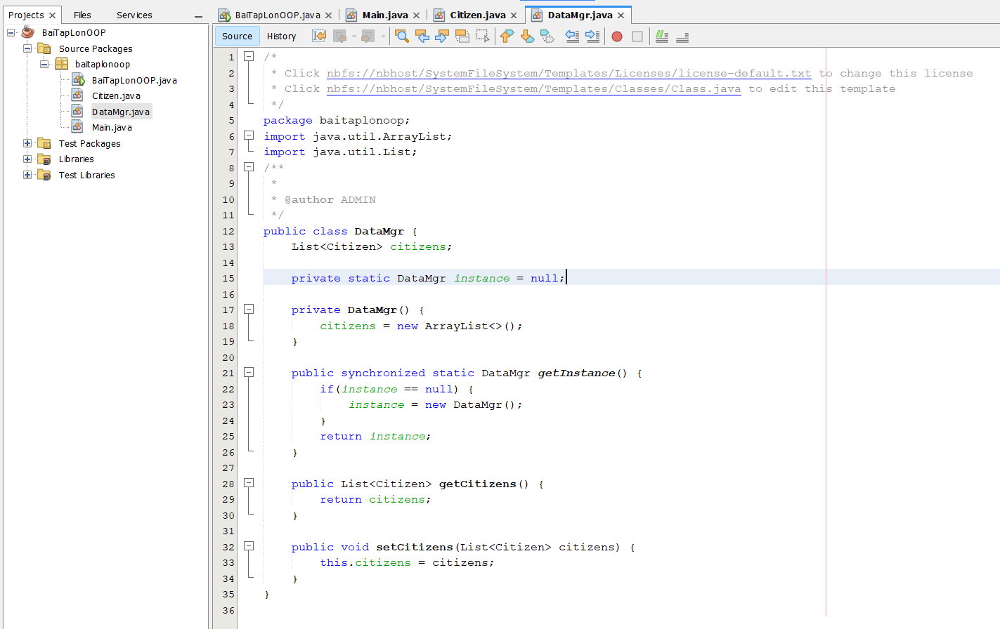 Projects Files Services
BaiTapLonOOP
Source Packages
baitaplonoop
BaiTapLonOOP.java
Citizen.java
DataMgr.java
Main.java
Test Packages
Libraries
Test Libraries
BaiTapLonOOP.java Main.java Citizen.java DataMgr.java
Source History
1 /*
2 * Click nbfs://nbhost/SystemFileSystem/Templates/Licenses/license-default.txt to change this license
3 * Click nbfs://nbhost/SystemFileSystem/Templates/Classes/Class.java to edit this template
4 */
5 package baitaplonoop;
6 import java.util.ArrayList;
7 import java.util.List;
8 /**
9 *
10 * @author ADMIN
11 */
12 public class DataMgr {
13 List<Citizen> citizens;
14
15 private static DataMgr instance = null;
16
17 private DataMgr() {
18 citizens = new ArrayList<>();
19 }
20
21 public synchronized static DataMgr getInstance() {
22 if(instance == null) {
23 instance = new DataMgr();
24 }
25 return instance;
26 }
27
28 public List<Citizen> getCitizens() {
29 return citizens;
30 }
31
32 public void setCitizens(List<Citizen> citizens) {
33 this.citizens = citizens;
34 }
35 }
36